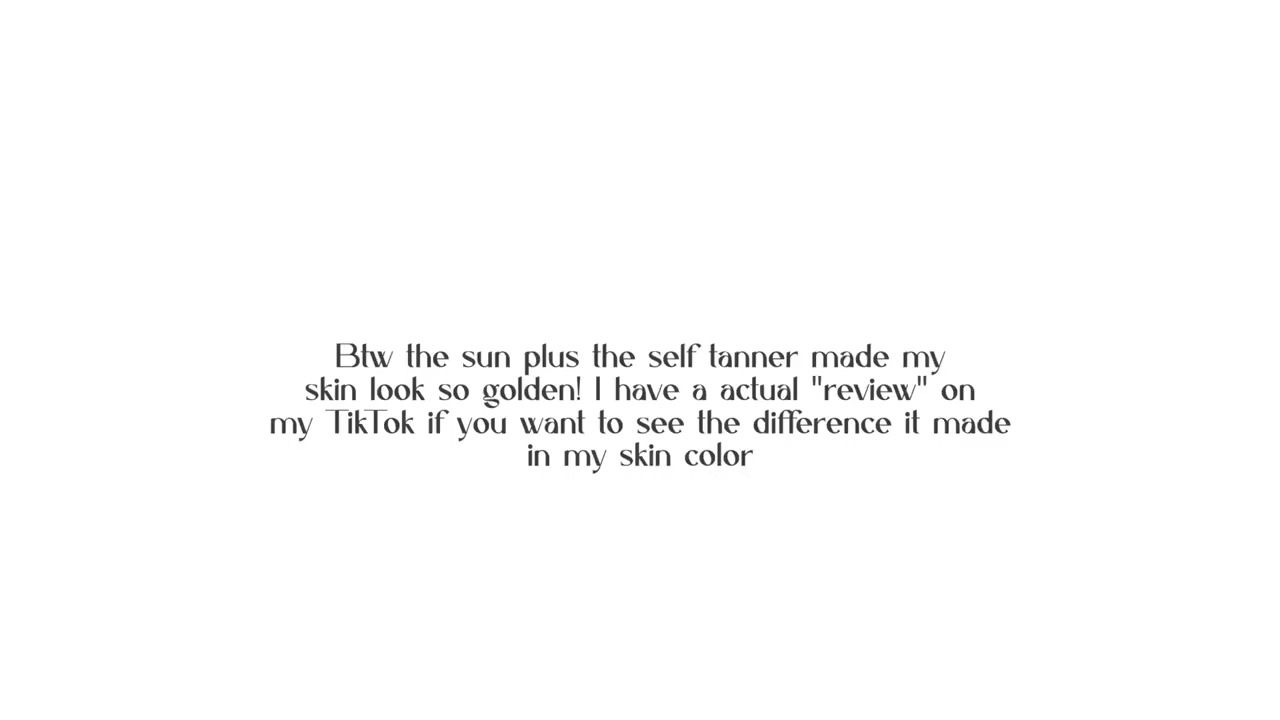 Btw the sun plus the self tanner made my
skin look so golden! I have a actual "review" on
my TikTok if you want to see the difference it made
in my skin color